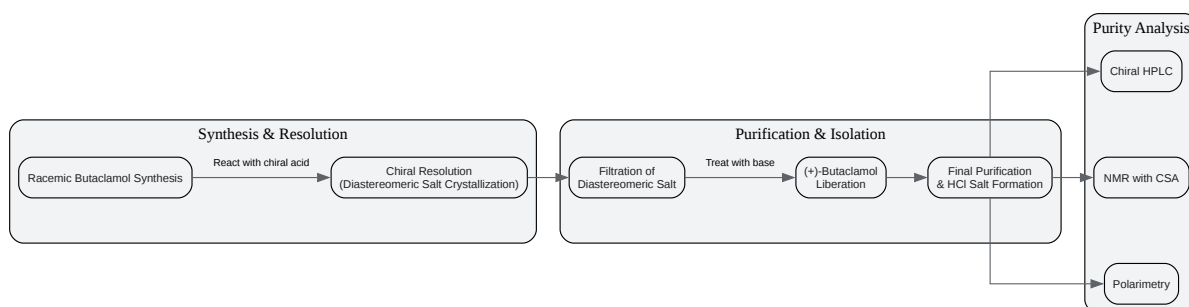 Synthesis & Resolution
Racemic Butaclamol Synthesis
React with chiral acid
Chiral Resolution
(Diastereomeric Salt Crystallization)
Purification & Isolation
Filtration of
Diastereomeric Salt
Treat with base
(+)-Butaclamol
Liberation
Final Purification
& HCl Salt Formation
Purity Analysis
Chiral HPLC
NMR with CSA
Polarimetry